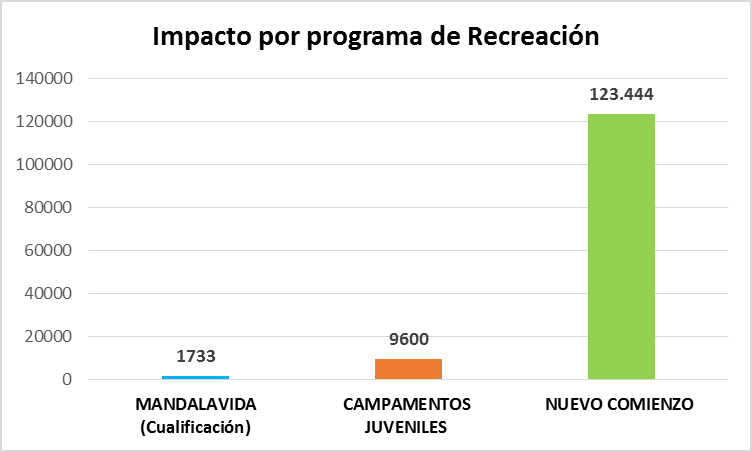 Impacto por programa de Recreación
140000
120000
100000
80000
60000
40000
20000
0
1733
9600
123.444
MANDALAVIDA
(Cualificación)
CAMPAMENTOS
JUVENILES
NUEVO COMIENZO